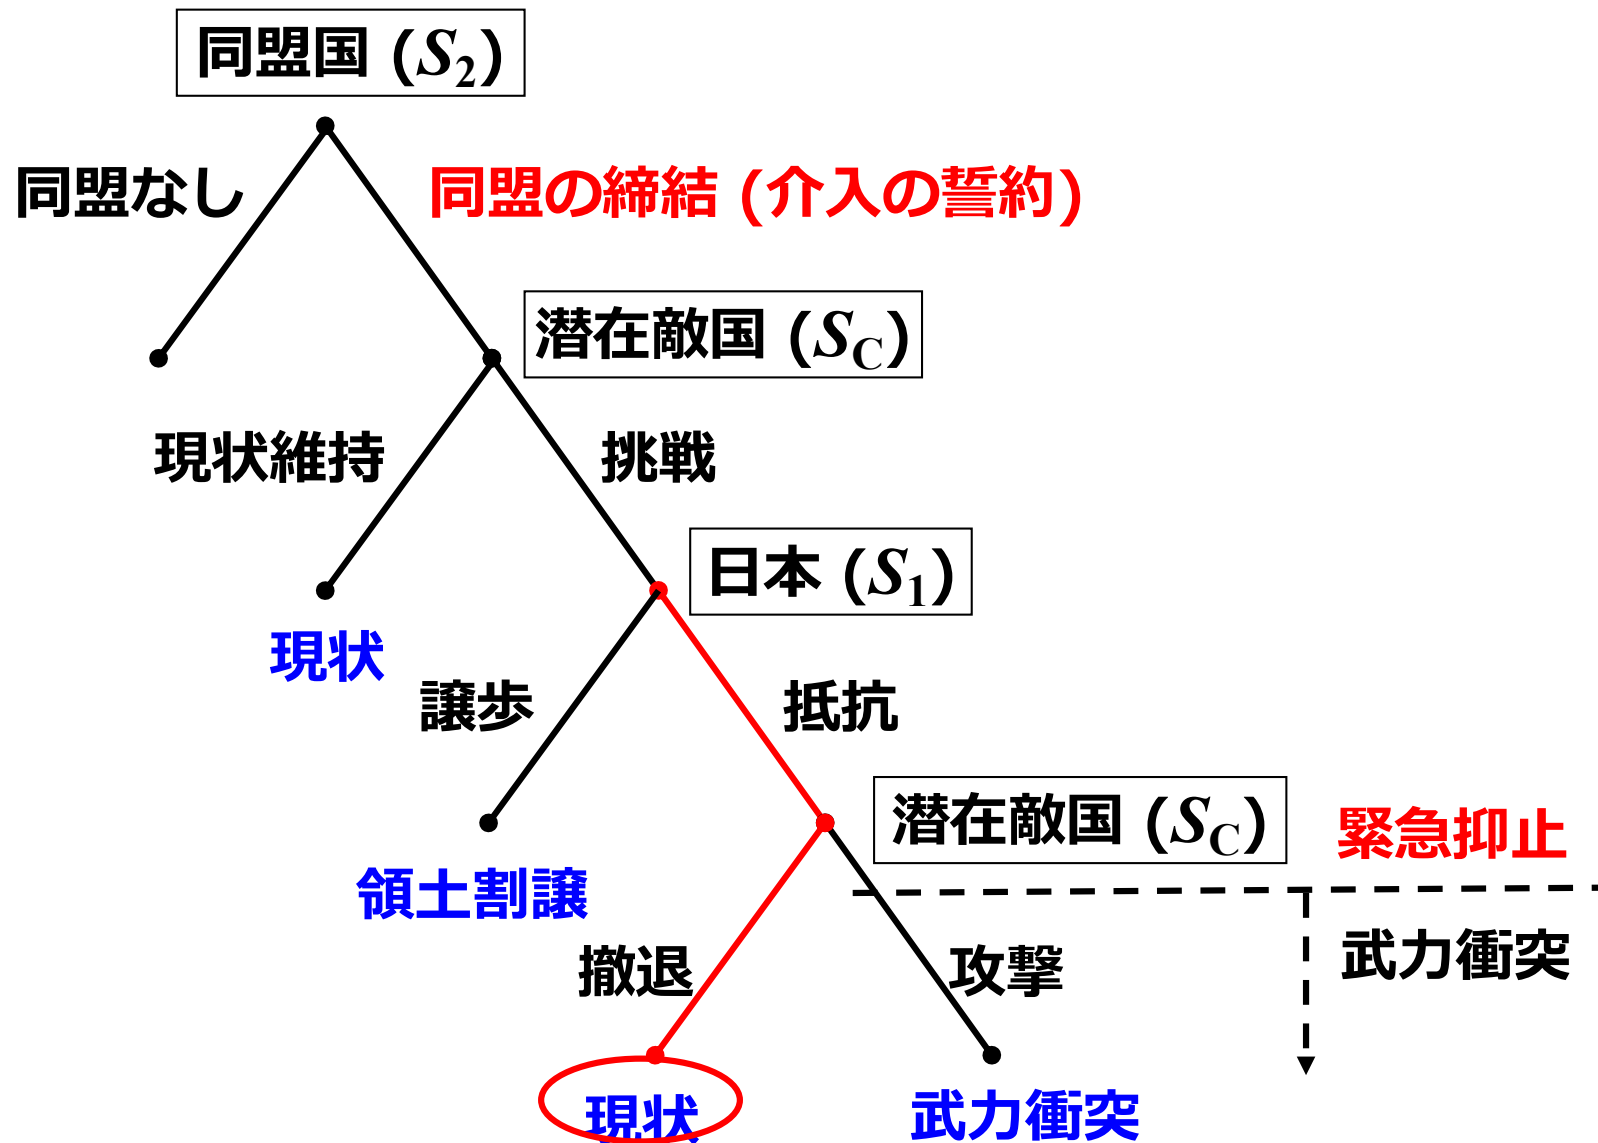 同盟国 (S2)
同盟なし
同盟の締結 (介入の誓約)
潜在敵国 (SC)
現状維持
挑戦
日本 (S1)
現状
譲歩
抵抗
潜在敵国 (SC)
緊急抑止
領土割譲
武力衝突
撤退
攻撃
現状
武力衝突